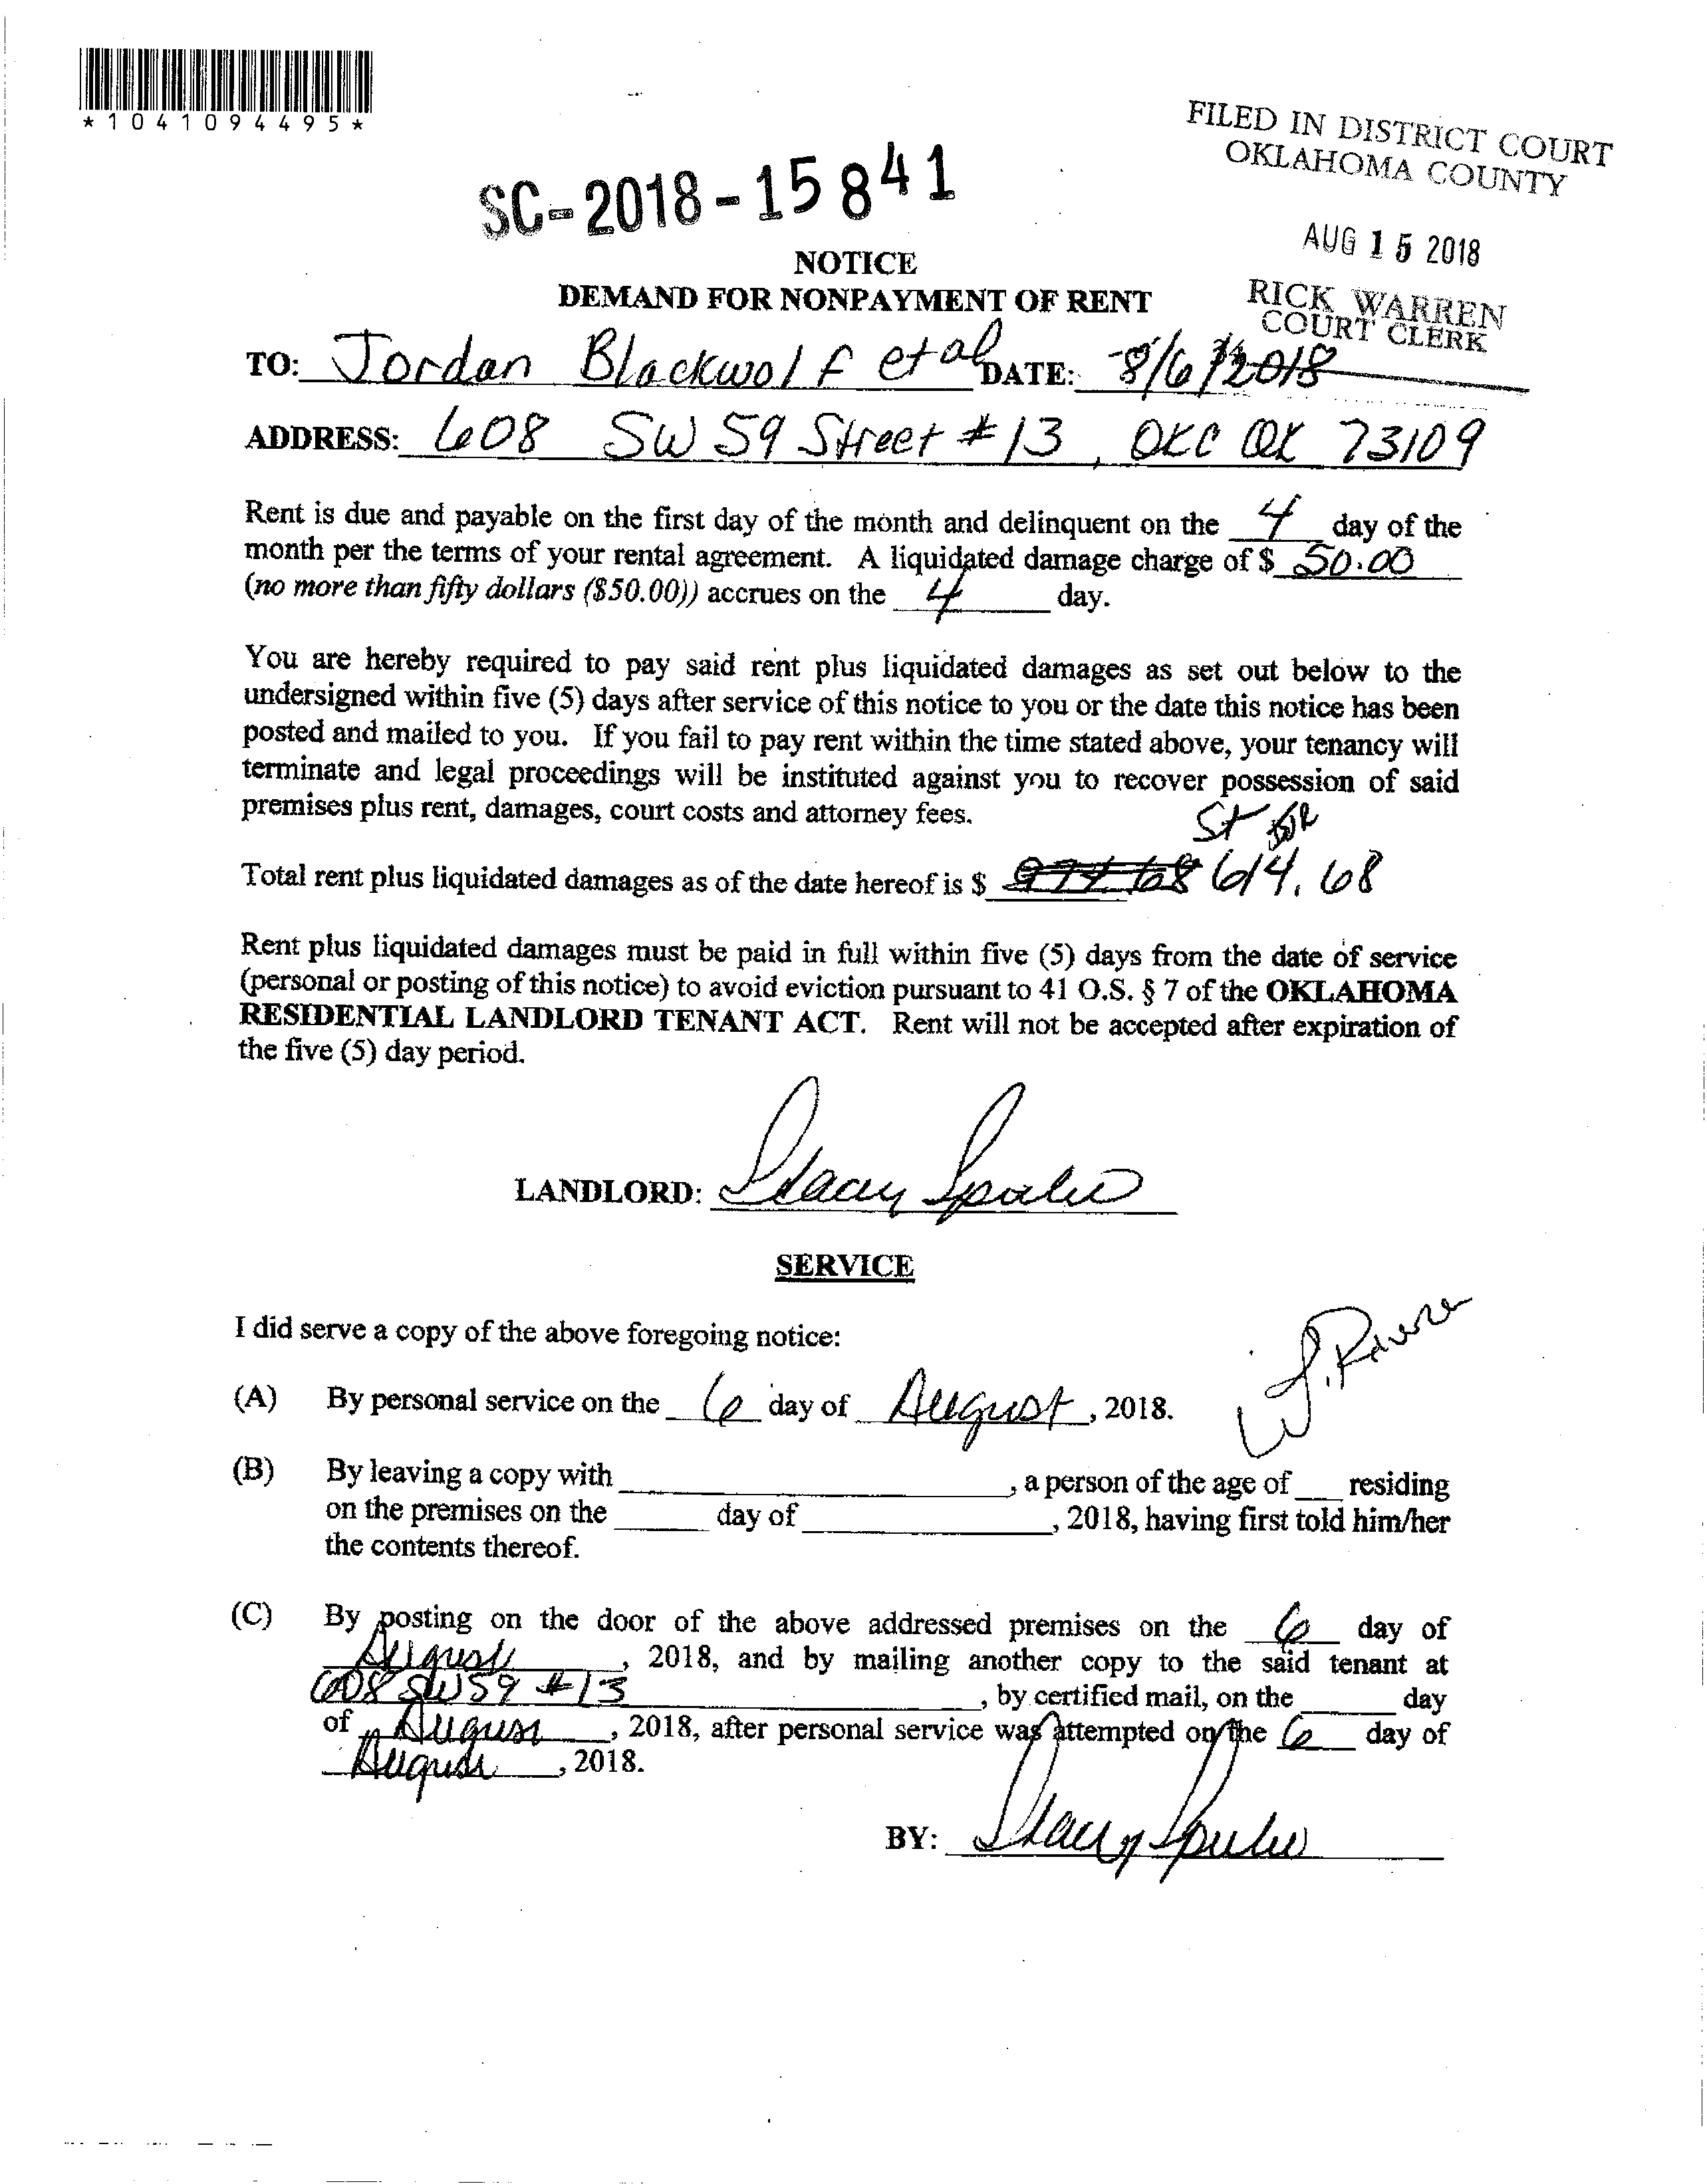 *1041094495*
FILED IN DISTRICT COURT
OKLAHOMA COUNTY
SC-2018-15841
AUG 15 2018
NOTICE
RICK WARREN
COURT CLERK
DEMAND FOR NONPAYMENT OF RENT
TO: Jordan Blackwolf et al DATE: 8/6/2018
ADDRESS: 608 SW 59 Street #13, OKC OK 73109
Rent is due and payable on the first day of the month and delinquent on the 4 day of the
month per the terms of your rental agreement. A liquidated damage charge of $ 50.00
(no more than fifty dollars ($50.00)) accrues on the 4 day.
You are hereby required to pay said rent plus liquidated damages as set out below to the
undersigned within five (5) days after service of this notice to you or the date this notice has been
posted and mailed to you. If you fail to pay rent within the time stated above, your tenancy will
terminate and legal proceedings will be instituted against you to recover possession of said
premises plus rent, damages, court costs and attorney fees.
Total rent plus liquidated damages as of the date hereof is $ 614.68
Rent plus liquidated damages must be paid in full within five (5) days from the date of service
(personal or posting of this notice) to avoid eviction pursuant to 41 O.S. § 7 of the OKLAHOMA
RESIDENTIAL LANDLORD TENANT ACT. Rent will not be accepted after expiration of
the five (5) day period.
LANDLORD: Stacy
SERVICE
I did serve a copy of the above foregoing notice:
(A) By personal service on the 6 day of August, 2018.
(B) By leaving a copy with , a person of the age of residing
on the premises on the day of , 2018, having first told him/her
the contents thereof.
(C) By posting on the door of the above addressed premises on the 6 day of
August, 2018, and by mailing another copy to the said tenant at
608 SW 59 #13 , by certified mail, on the day
of August, 2018, after personal service was attempted on the 6 day of
August, 2018.
BY: Stacy